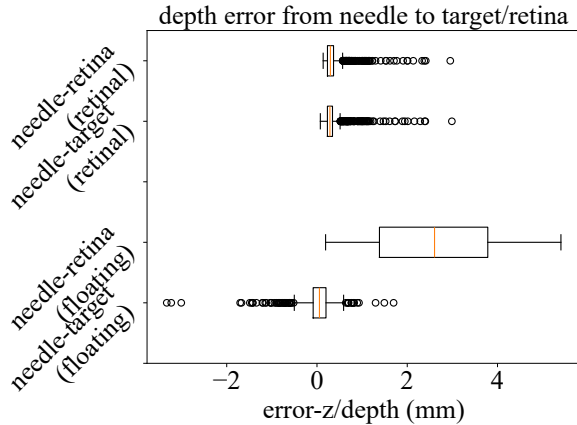 depth error from needle to target/retina
needle-retina
(retinal)
needle-target
(retinal)
needle-retina
(floating)
needle-target
(floating)
−2 0 2 4
error-z/depth (mm)